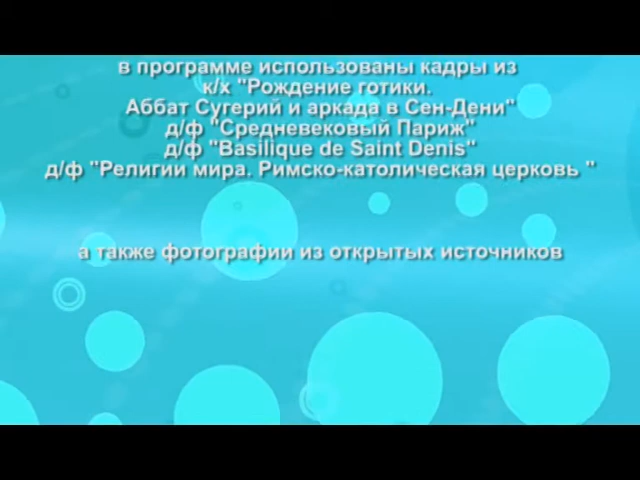 в программе использованы кадры из
к/х "Рождение готики.
Аббат Сугерий и аркада в Сен-Дени"
д/ф "Средневековый Париж"
д/ф "Basilique de Saint Denis"
д/ф "Религии мира. Римско-католическая церковь "
а также фотографии из открытых источников